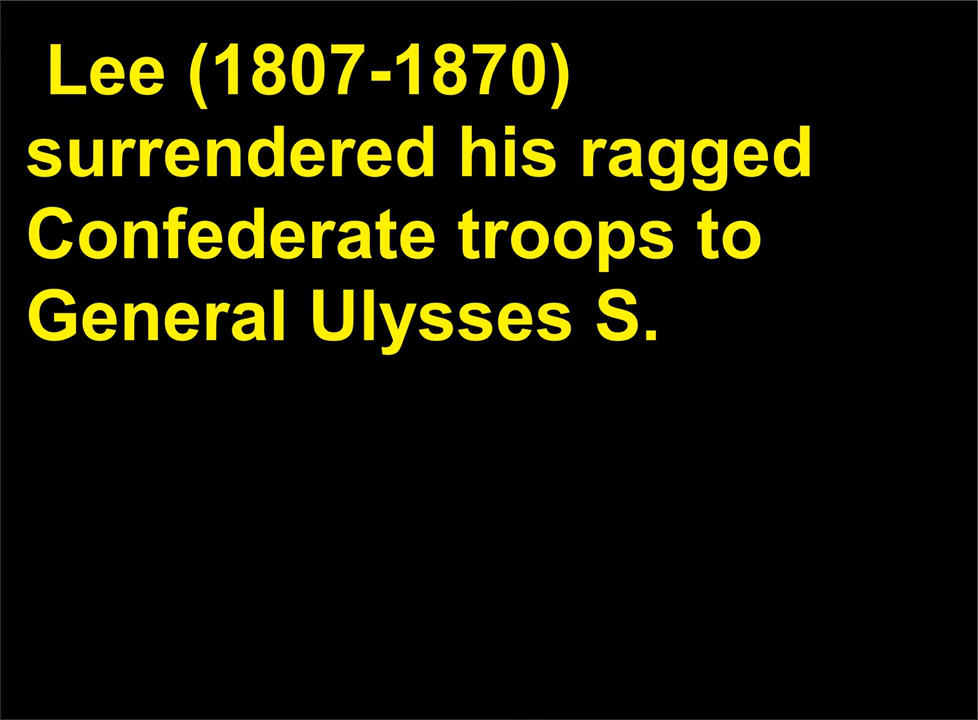 Lee (1807-1870)
surrendered his ragged
Confederate troops to
General Ulysses S.